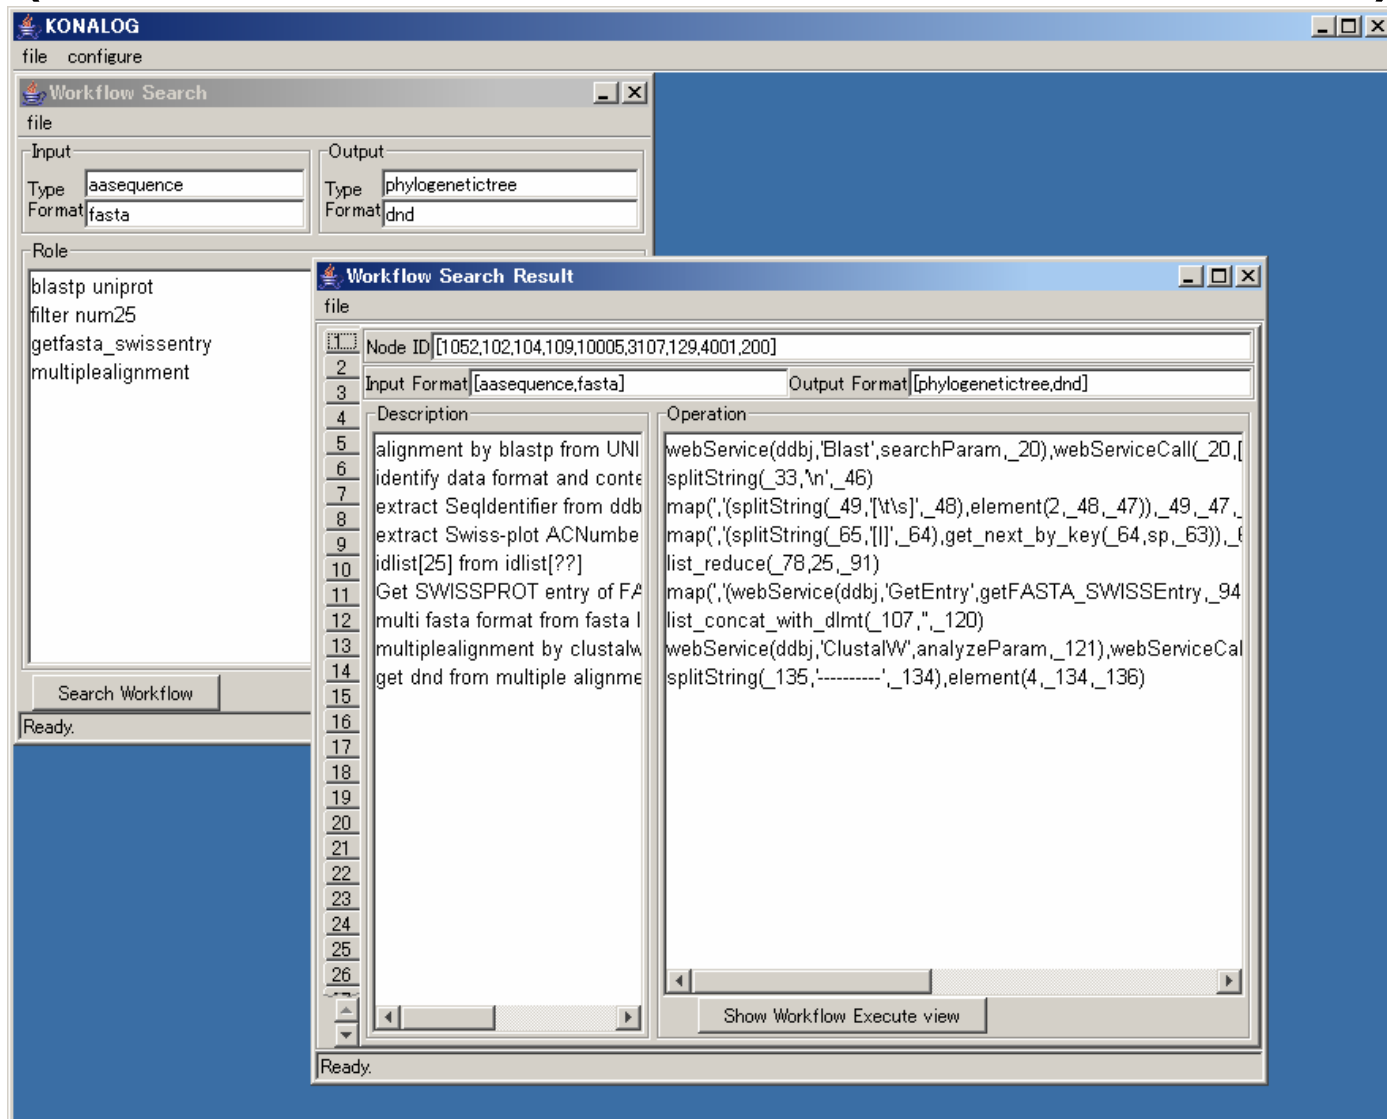 KONALOG
file configure
Workflow Search
file
Input
Output
Type aasequence
Type phylogenetictree
Format fasta
Format dnd
Role
blastp uniprot
filter num25
getfasta_swissentry
multiplealignment
Search Workflow
Ready.
Workflow Search Result
file
1
2
3
4
5
6
7
8
9
10
11
12
13
14
15
16
17
18
19
20
21
22
23
24
25
26
Node ID [1052,102,104,109,10005,3107,129,4001,200]
Input Format [aasequence,fasta]
Output Format [phylogenetictree,dnd]
Description
alignment by blastp from UNI
identify data format and conte
extract SeqIdentifier from ddb
extract Swiss-plot ACNumbe
idlist[25] from idlist[??]
Get SWISSPROT entry of FA
multi fasta format from fasta l
multiplealignment by clustalw
get dnd from multiple alignme
Operation
webService(ddbj,'Blast',searchParam,_20),webServiceCall(_20,[
splitString(_33,'\n',_46)
map(','(splitString(_49,'[\t\s]',_48),element(2,_48,_47)),_49,_47,_
map(','(splitString(_65,'[|]',_64),get_next_by_key(_64,sp,_63)),_6
list_reduce(_78,25,_91)
map(','(webService(ddbj,'GetEntry',getFASTA_SWISSEntry,_94
list_concat_with_dlmt(_107,'',_120)
webService(ddbj,'ClustalW',analyzeParam,_121),webServiceCal
splitString(_135,'----------',_134),element(4,_134,_136)
Show Workflow Execute view
Ready.